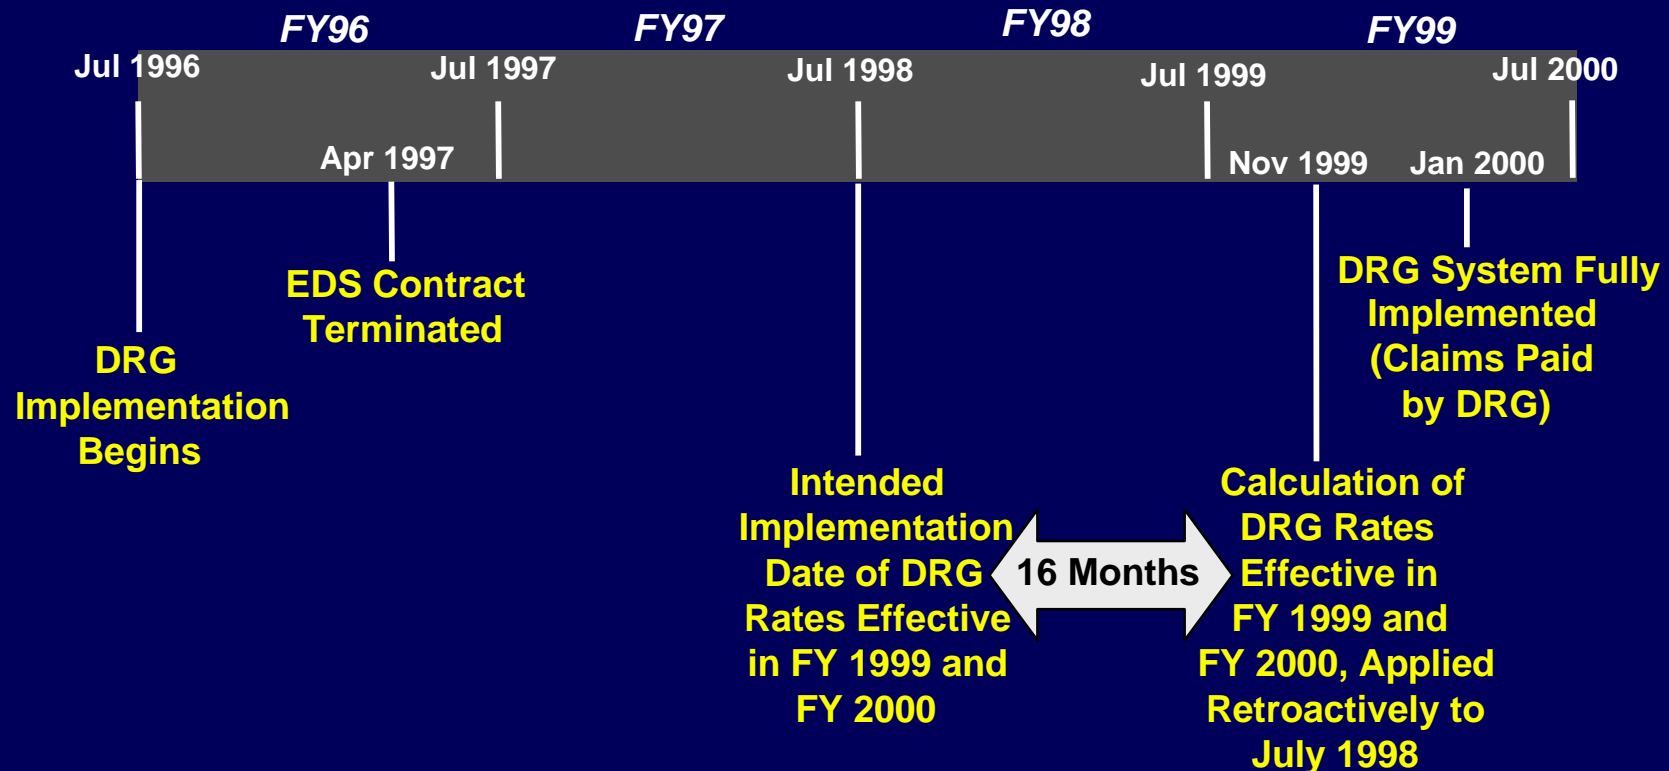 FY96
FY97
FY98
FY99
Jul 1996
Jul 1997
Jul 1998
Jul 1999
Jul 2000
Apr 1997
Nov 1999
Jan 2000
EDS Contract
Terminated
DRG System Fully
Implemented
(Claims Paid
by DRG)
DRG
Implementation
Begins
Intended
Implementation
Date of DRG
Rates Effective
in FY 1999 and
FY 2000
16 Months
Calculation of
DRG Rates
Effective in
FY 1999 and
FY 2000, Applied
Retroactively to
July 1998